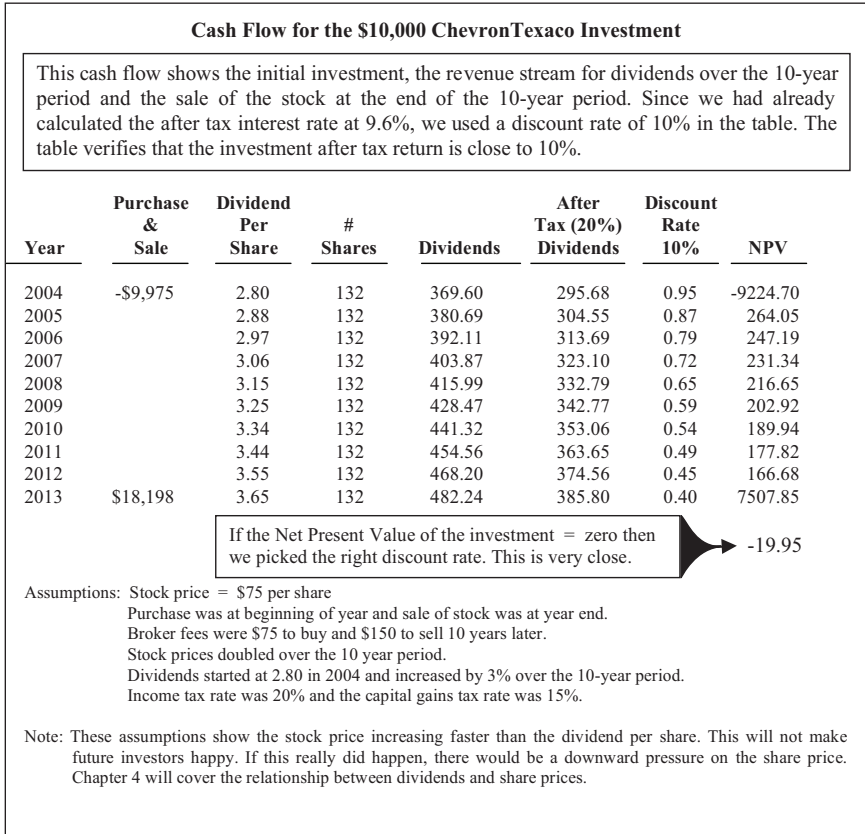 Cash Flow for the $10,000 ChevronTexaco Investment
This cash flow shows the initial investment, the revenue stream for dividends over the 10-year
period and the sale of the stock at the end of the 10-year period. Since we had already
calculated the after tax interest rate at 9.6%, we used a discount rate of 10% in the table. The
table verifies that the investment after tax return is close to 10%.
Purchase Dividend After Discount
& Per # Tax (20%) Rate
Year Sale Share Shares Dividends Dividends 10% NPV
2004 -$9,975 2.80 132 369.60 295.68 0.95 -9224.70
2005 2.88 132 380.69 304.55 0.87 264.05
2006 2.97 132 392.11 313.69 0.79 247.19
2007 3.06 132 403.87 323.10 0.72 231.34
2008 3.15 132 415.99 332.79 0.65 216.65
2009 3.25 132 428.47 342.77 0.59 202.92
2010 3.34 132 441.32 353.06 0.54 189.94
2011 3.44 132 454.56 363.65 0.49 177.82
2012 3.55 132 468.20 374.56 0.45 166.68
2013 $18,198 3.65 132 482.24 385.80 0.40 7507.85
If the Net Present Value of the investment = zero then
we picked the right discount rate. This is very close.
-19.95
Assumptions: Stock price = $75 per share
Purchase was at beginning of year and sale of stock was at year end.
Broker fees were $75 to buy and $150 to sell 10 years later.
Stock prices doubled over the 10 year period.
Dividends started at 2.80 in 2004 and increased by 3% over the 10-year period.
Income tax rate was 20% and the capital gains tax rate was 15%.
Note: These assumptions show the stock price increasing faster than the dividend per share. This will not make
future investors happy. If this really did happen, there would be a downward pressure on the share price.
Chapter 4 will cover the relationship between dividends and share prices.